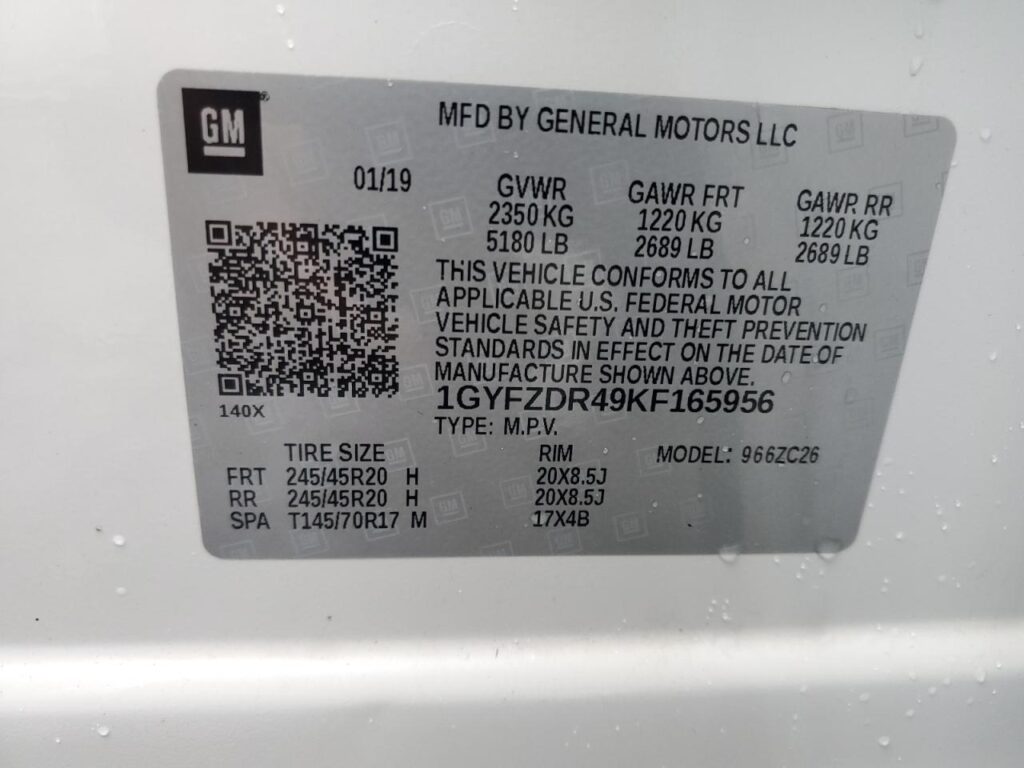 GM
MFD BY GENERAL MOTORS LLC
01/19
GVWR GAWR FRT GAWR RR
2350 KG 1220 KG 1220 KG
5180 LB 2689 LB 2689 LB
THIS VEHICLE CONFORMS TO ALL
APPLICABLE U.S. FEDERAL MOTOR
VEHICLE SAFETY AND THEFT PREVENTION
STANDARDS IN EFFECT ON THE DATE OF
MANUFACTURE SHOWN ABOVE.
1GYFZDR49KF165956
140X
TYPE: M.P.V.
TIRE SIZE RIM MODEL: 966ZC26
FRT 245/45R20 H 20X8.5J
RR 245/45R20 H 20X8.5J
SPA T145/70R17 M 17X4B